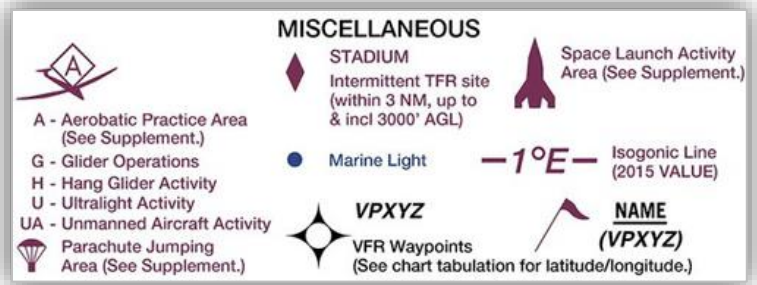 MISCELLANEOUS
A
A - Aerobatic Practice Area
(See Supplement.)
G - Glider Operations
H - Hang Glider Activity
U - Ultralight Activity
UA - Unmanned Aircraft Activity
Parachute Jumping
Area (See Supplement.)
STADIUM
Intermittent TFR site
(within 3 NM, up to
& incl 3000' AGL)
Marine Light
VPXYZ
VFR Waypoints
(See chart tabulation for latitude/longitude.)
Space Launch Activity
Area (See Supplement.)
1°E
Isogonic Line
(2015 VALUE)
NAME
(VPXYZ)